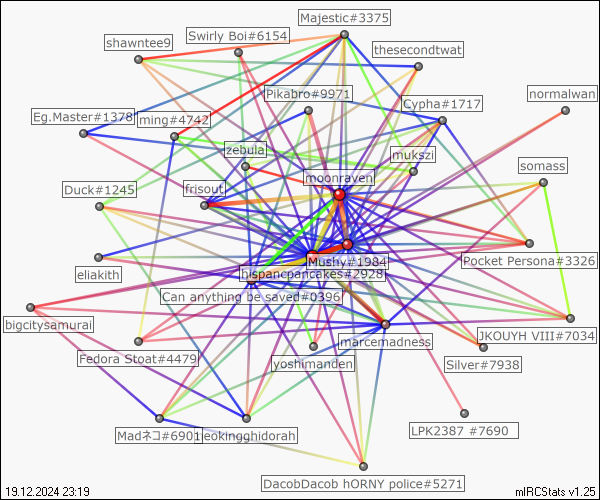 Majestic#3375
Swirly Boi#6154
shawntee9
thesecondtwat
Pikabro#9971
normalwan
Cypha#1717
Eg.Master#1378
ming#4742
zebula
mukszi
moonraven
somass
Duck#1245
frisout
Mushy#1984
Pocket Persona#3326
eliakith
hispancpancakes#2928
Can anything be saved#0396
bigcitysamurai
JKOUYH VIII#7034
marcemadness
Fedora Stoat#4479
yoshimanden
Silver#7938
LPK2387 #7690
Madネコ#6901
leokingghidorah
DacobDacob hORNY police#5271
19.12.2024 23:19
mIRCStats v1.25